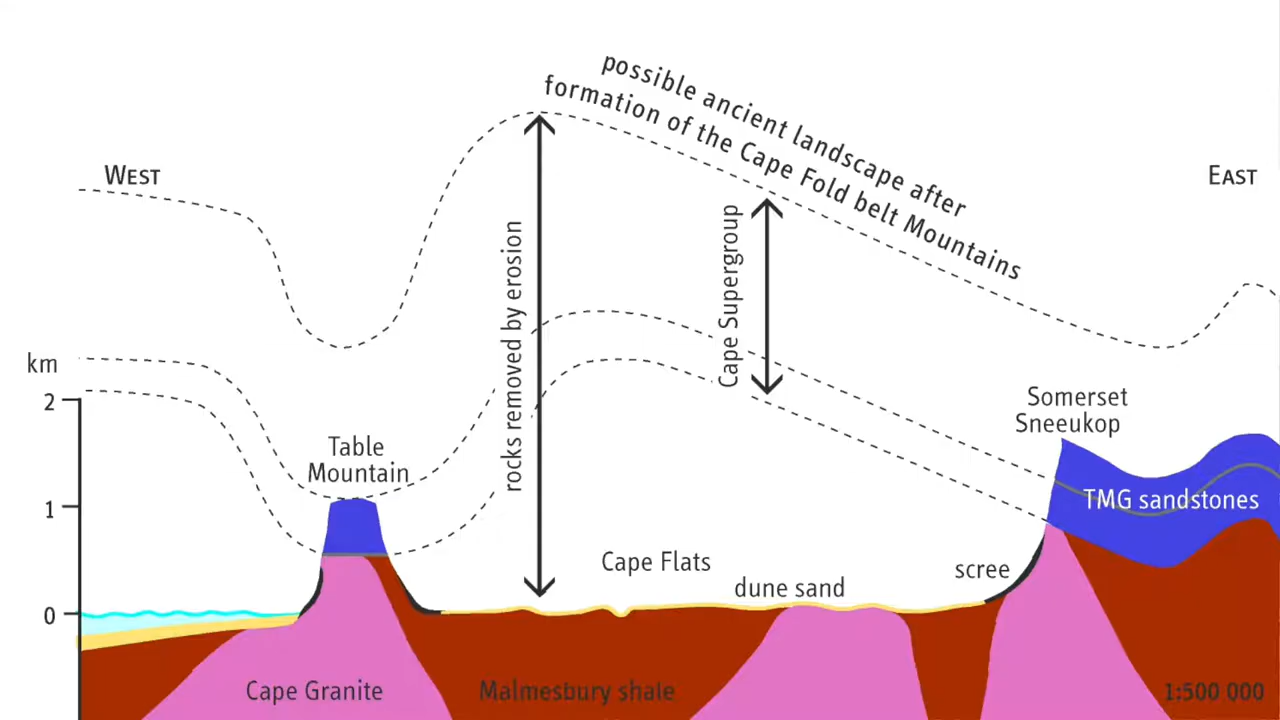 possible ancient landscape after
formation of the Cape Fold belt Mountains
WEST
EAST
rocks removed by erosion
Cape Supergroup
km
2
1
0
Table
Mountain
Somerset
Sneeukop
TMG sandstones
Cape Flats
dune sand
scree
Cape Granite
Malmesbury shale
1:500 000